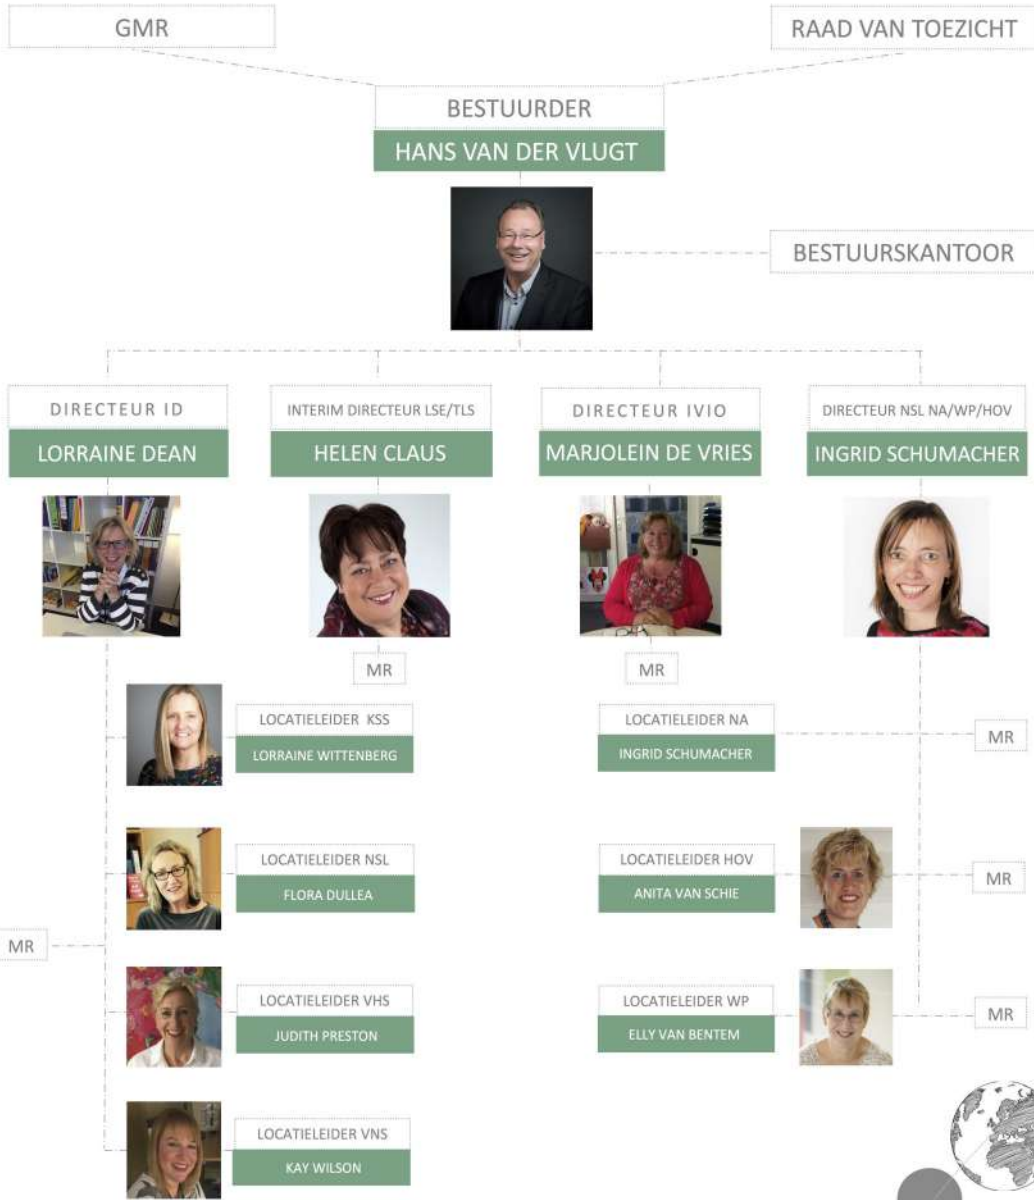 GMR
RAAD VAN TOEZICHT
BESTUURDER
HANS VAN DER VLUGT
BESTUURSKANTOOR
DIRECTEUR ID
LORRAINE DEAN
INTERIM DIRECTEUR LSE/TLS
HELEN CLAUS
DIRECTEUR IVIO
MARJOLEIN DE VRIES
DIRECTEUR NSL NA/WP/HOV
INGRID SCHUMACHER
MR
MR
LOCATIELEIDER KSS
LORRAINE WITTENBERG
LOCATIELEIDER NA
INGRID SCHUMACHER
MR
LOCATIELEIDER NSL
FLORA DULLEA
LOCATIELEIDER HOV
ANITA VAN SCHIE
MR
MR
LOCATIELEIDER VHS
JUDITH PRESTON
LOCATIELEIDER WP
ELLY VAN BENTEM
MR
LOCATIELEIDER VNS
KAY WILSON